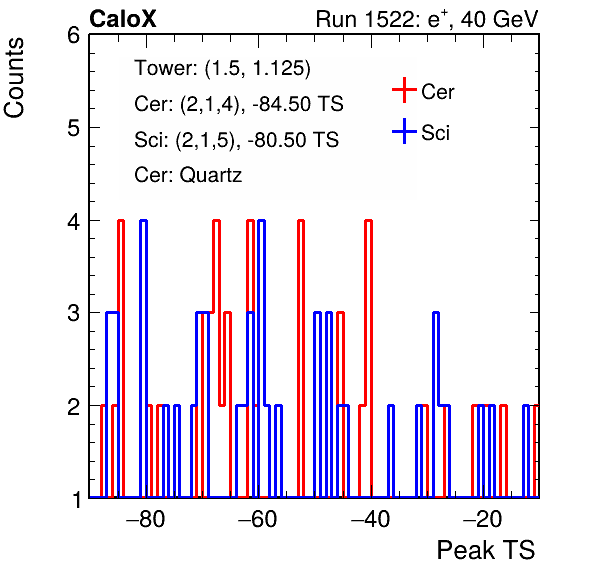 CaloX Run 1522: e⁺, 40 GeV
Counts
6
5
4
3
2
1
Tower: (1.5, 1.125)
Cer: (2,1,4), -84.50 TS
Sci: (2,1,5), -80.50 TS
Cer: Quartz
Cer
Sci
−80 −60 −40 −20
Peak TS